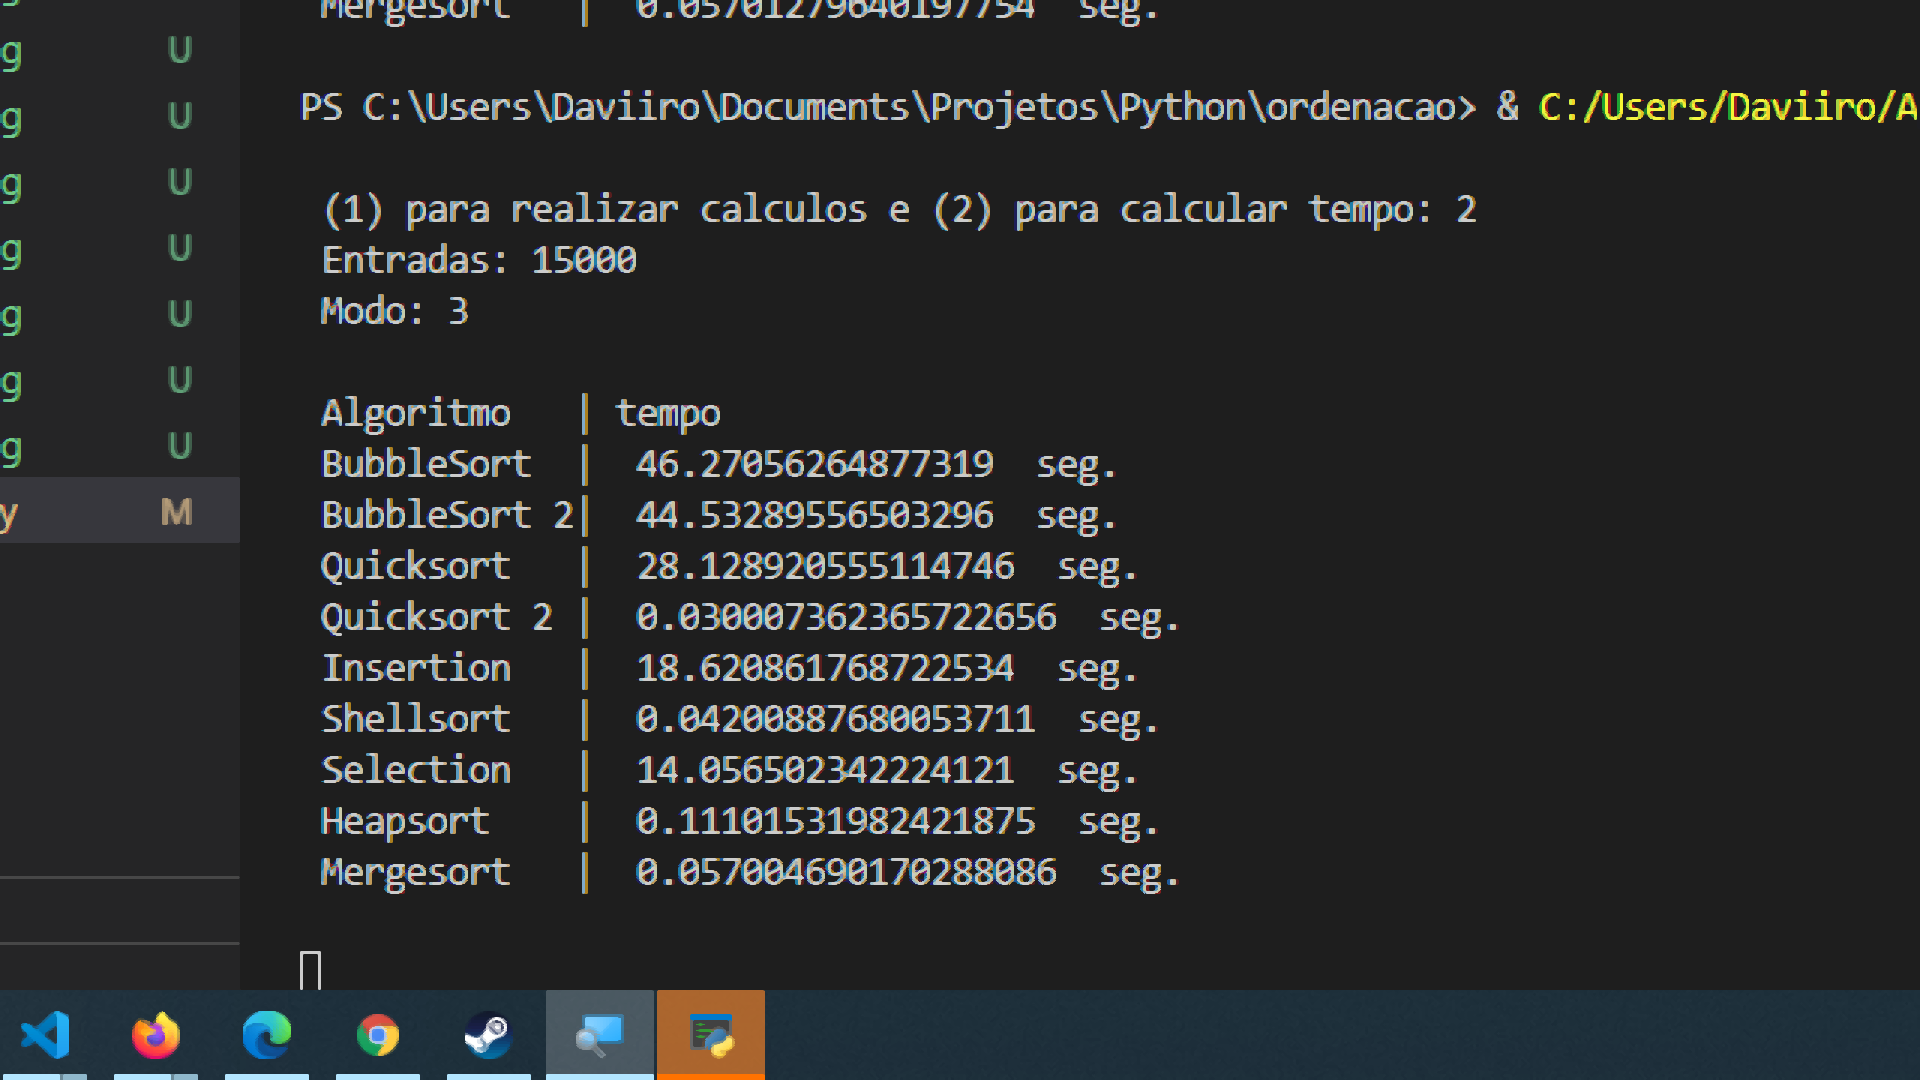 Mergesort | 0.05701279640197754 seg.
g U
PS C:\Users\Daviiro\Documents\Projetos\Python\ordenacao> & C:/Users/Daviiro/A
g U
g U
(1) para realizar calculos e (2) para calcular tempo: 2
g U
Entradas: 15000
g U
Modo: 3
g U
Algoritmo | tempo
g U
BubbleSort | 46.27056264877319 seg.
y M
BubbleSort 2| 44.53289556503296 seg.
Quicksort | 28.128920555114746 seg.
Quicksort 2 | 0.030007362365722656 seg.
Insertion | 18.620861768722534 seg.
Shellsort | 0.04200887680053711 seg.
Selection | 14.056502342224121 seg.
Heapsort | 0.11101531982421875 seg.
Mergesort | 0.0570046901702880​86 seg.